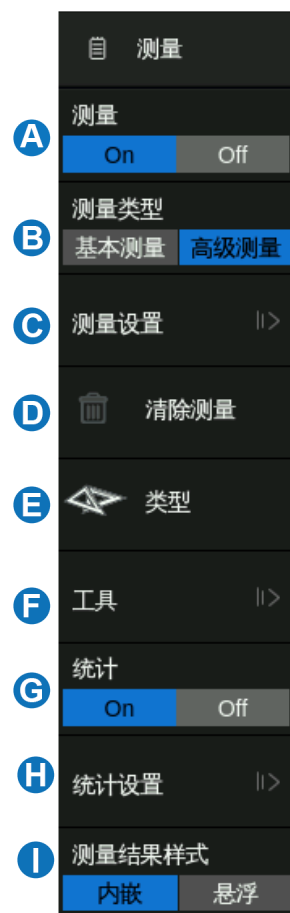 测量
A
测量
On Off
B
测量类型
基本测量 高级测量
C
测量设置
D
清除测量
E
类型
F
工具
G
统计
On Off
H
统计设置
I
测量结果样式
内嵌 悬浮